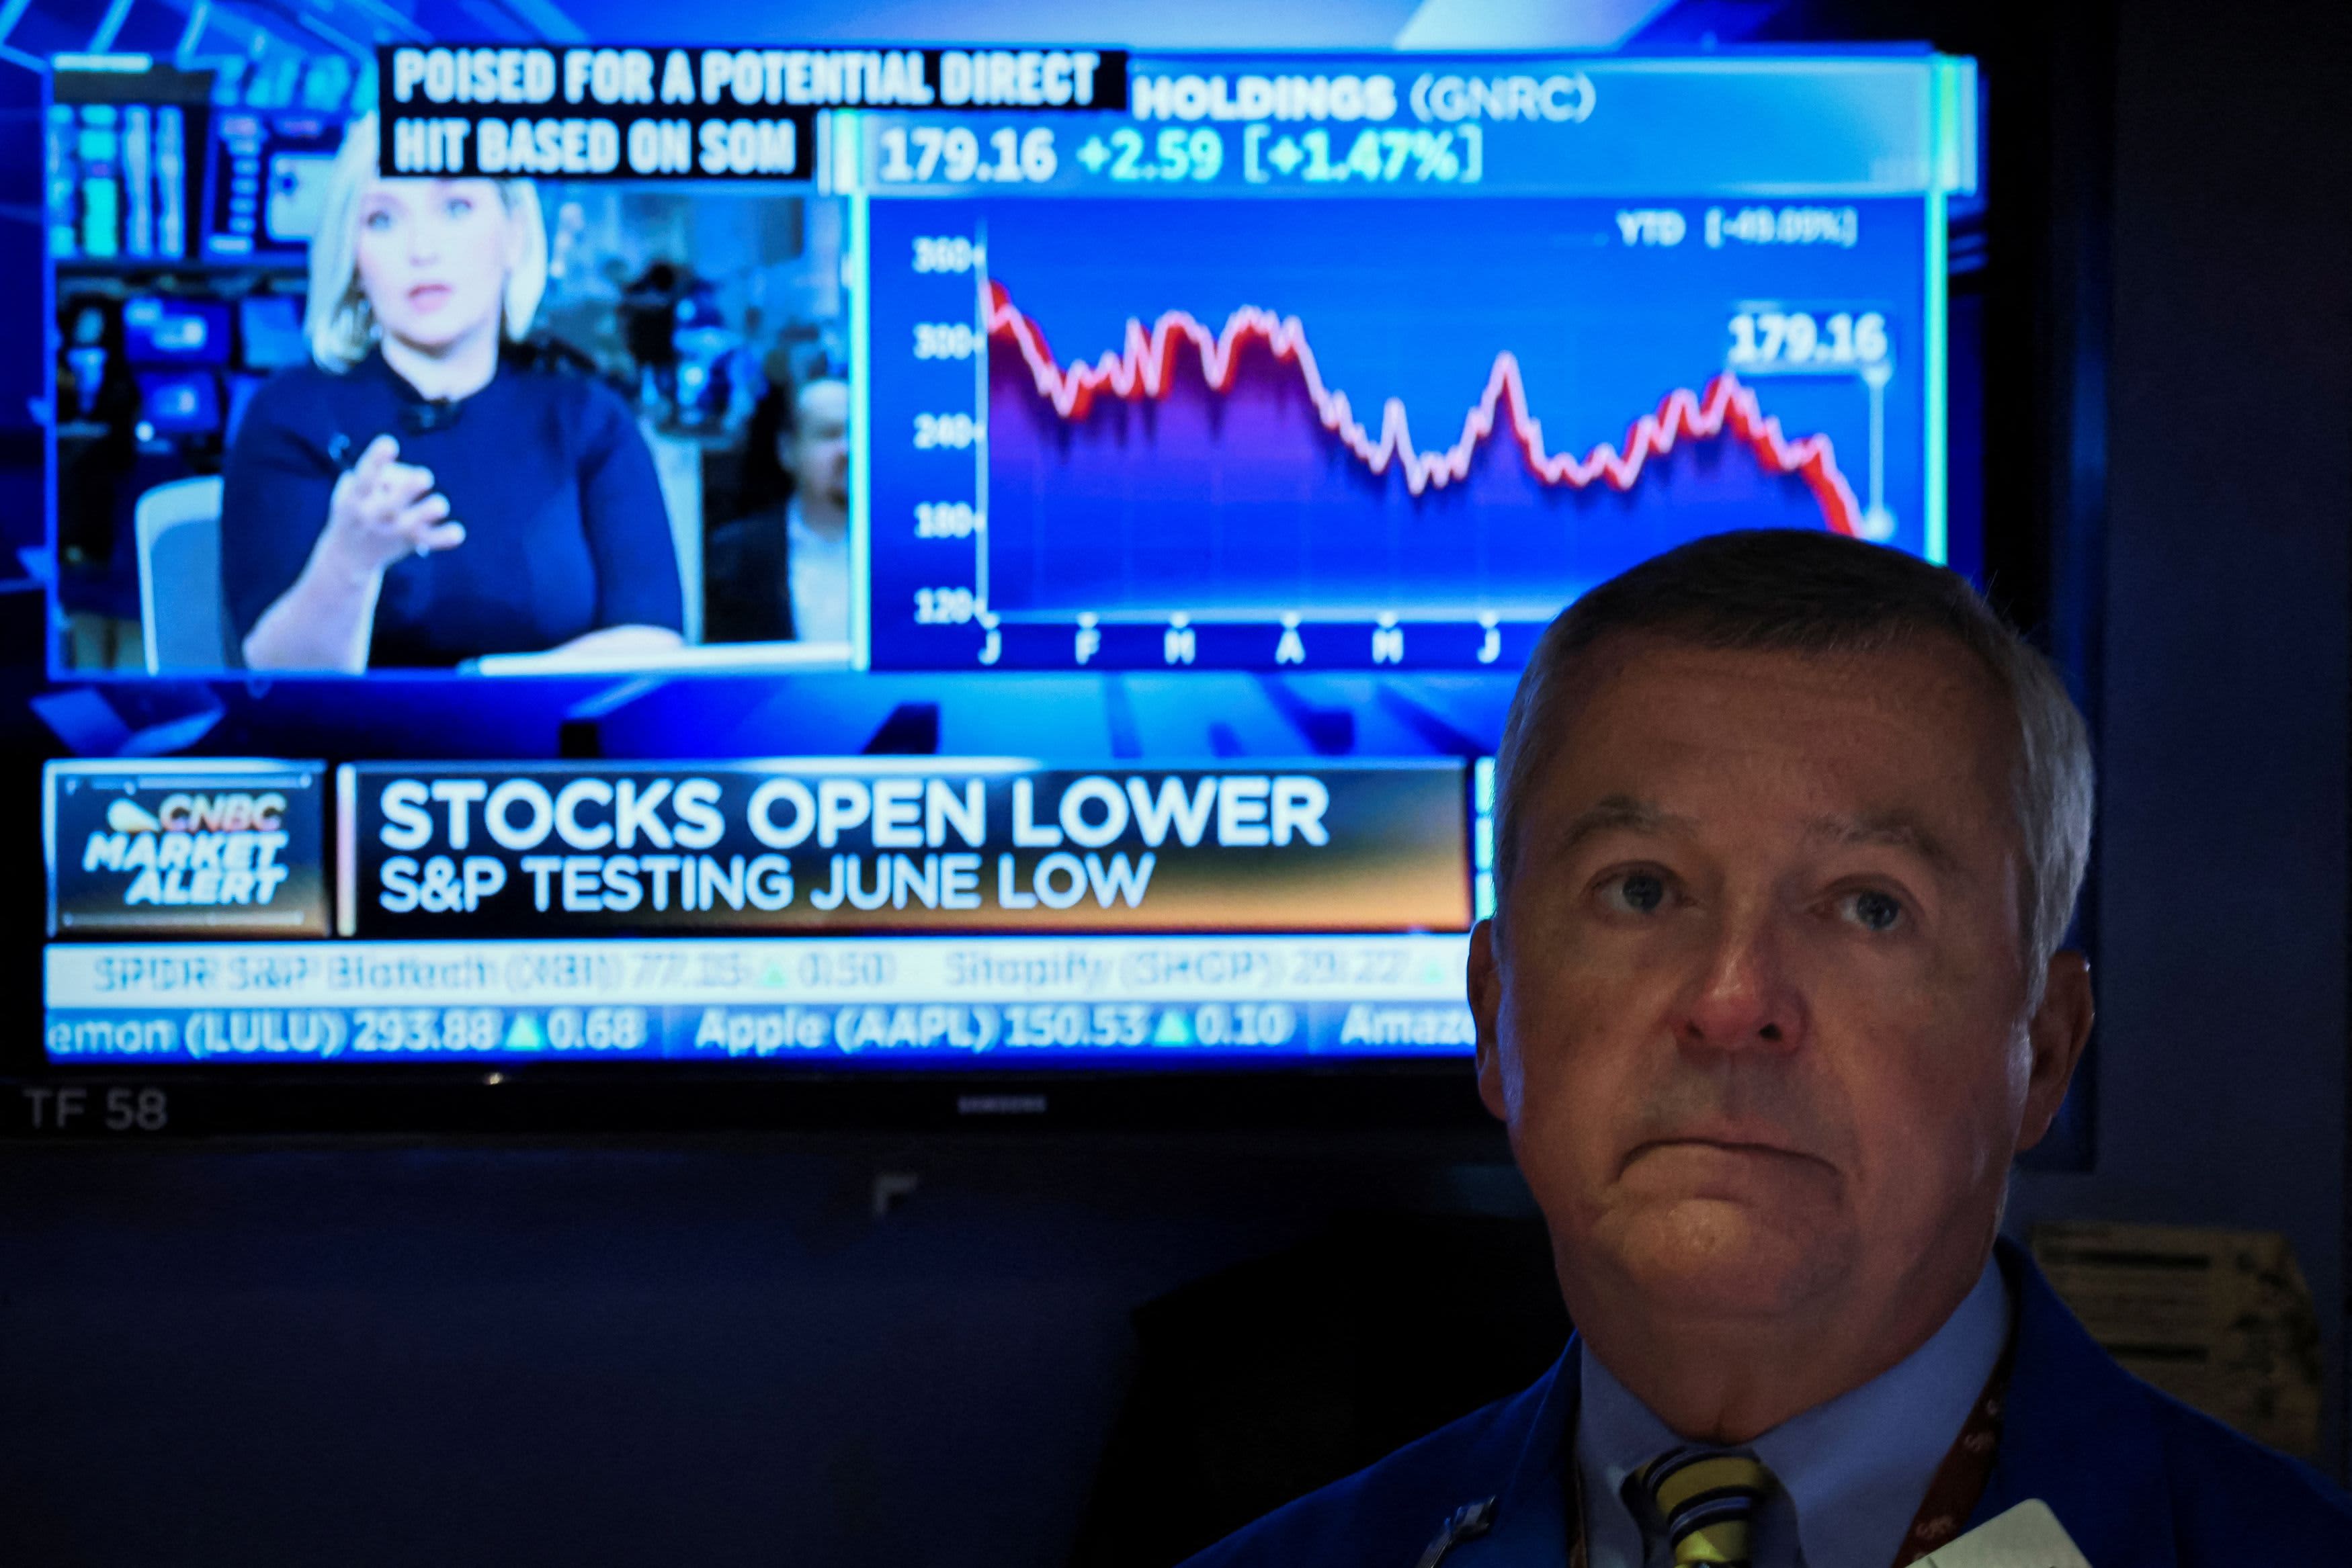 POISED FOR A POTENTIAL DIRECT
HIT BASED ON SOM
HOLDINGS (GNRC)
179.16 +2.59 [+1.47%]
YTD [-49.09%]
179.16
360
300
240
180
120
J F M A M J
CNBC
MARKET
ALERT
STOCKS OPEN LOWER
S&P TESTING JUNE LOW
SPDR S&P Biotech (XBI) 77.25 ▲ 0.50 Shopify (SHOP) 29.22 ▲
emon (LULU) 293.88 ▲ 0.68 Apple (AAPL) 150.53 ▲ 0.10 Amaz
TF 58
SAMSUNG